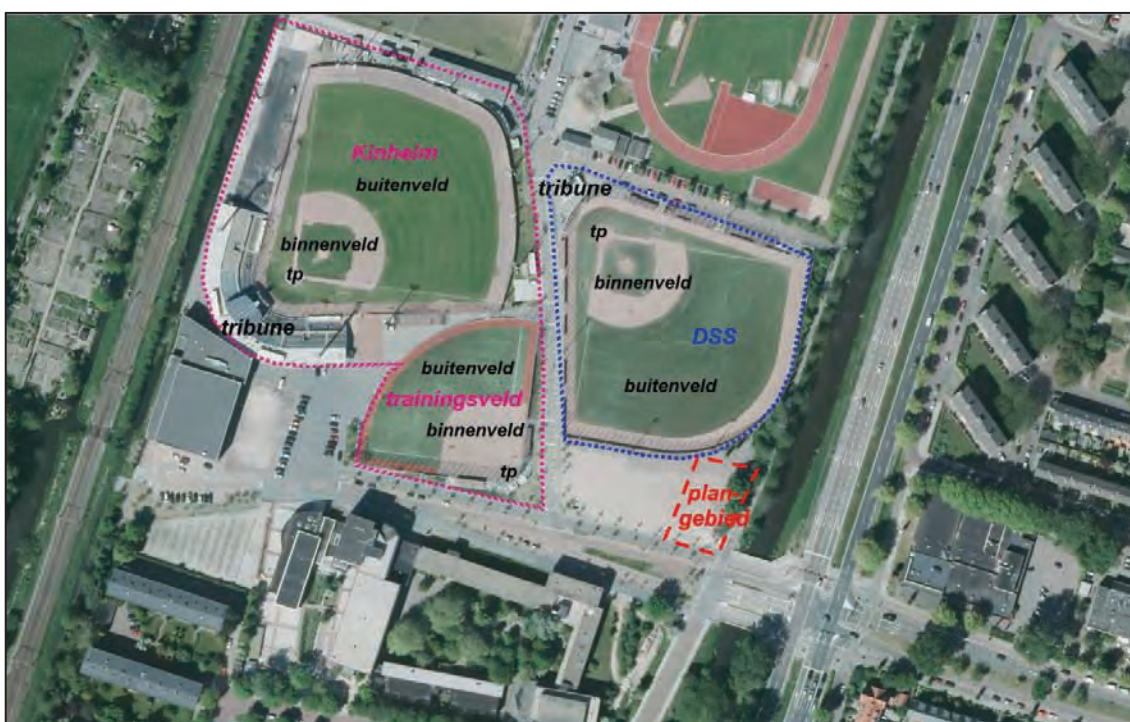 Kinheim
buitenveld
binnenveld
tp
tribune
buitenveld
trainingsveld
binnenveld
tp
tribune
tp
binnenveld
DSS
buitenveld
plan-
gebied